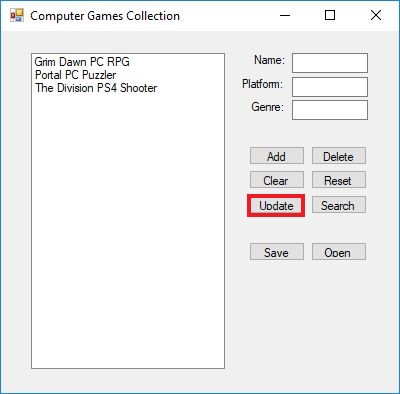 Computer Games Collection
Grim Dawn PC RPG
Portal PC Puzzler
The Division PS4 Shooter
Name:
Platform:
Genre:
Add Delete
Clear Reset
Update Search
Save Open